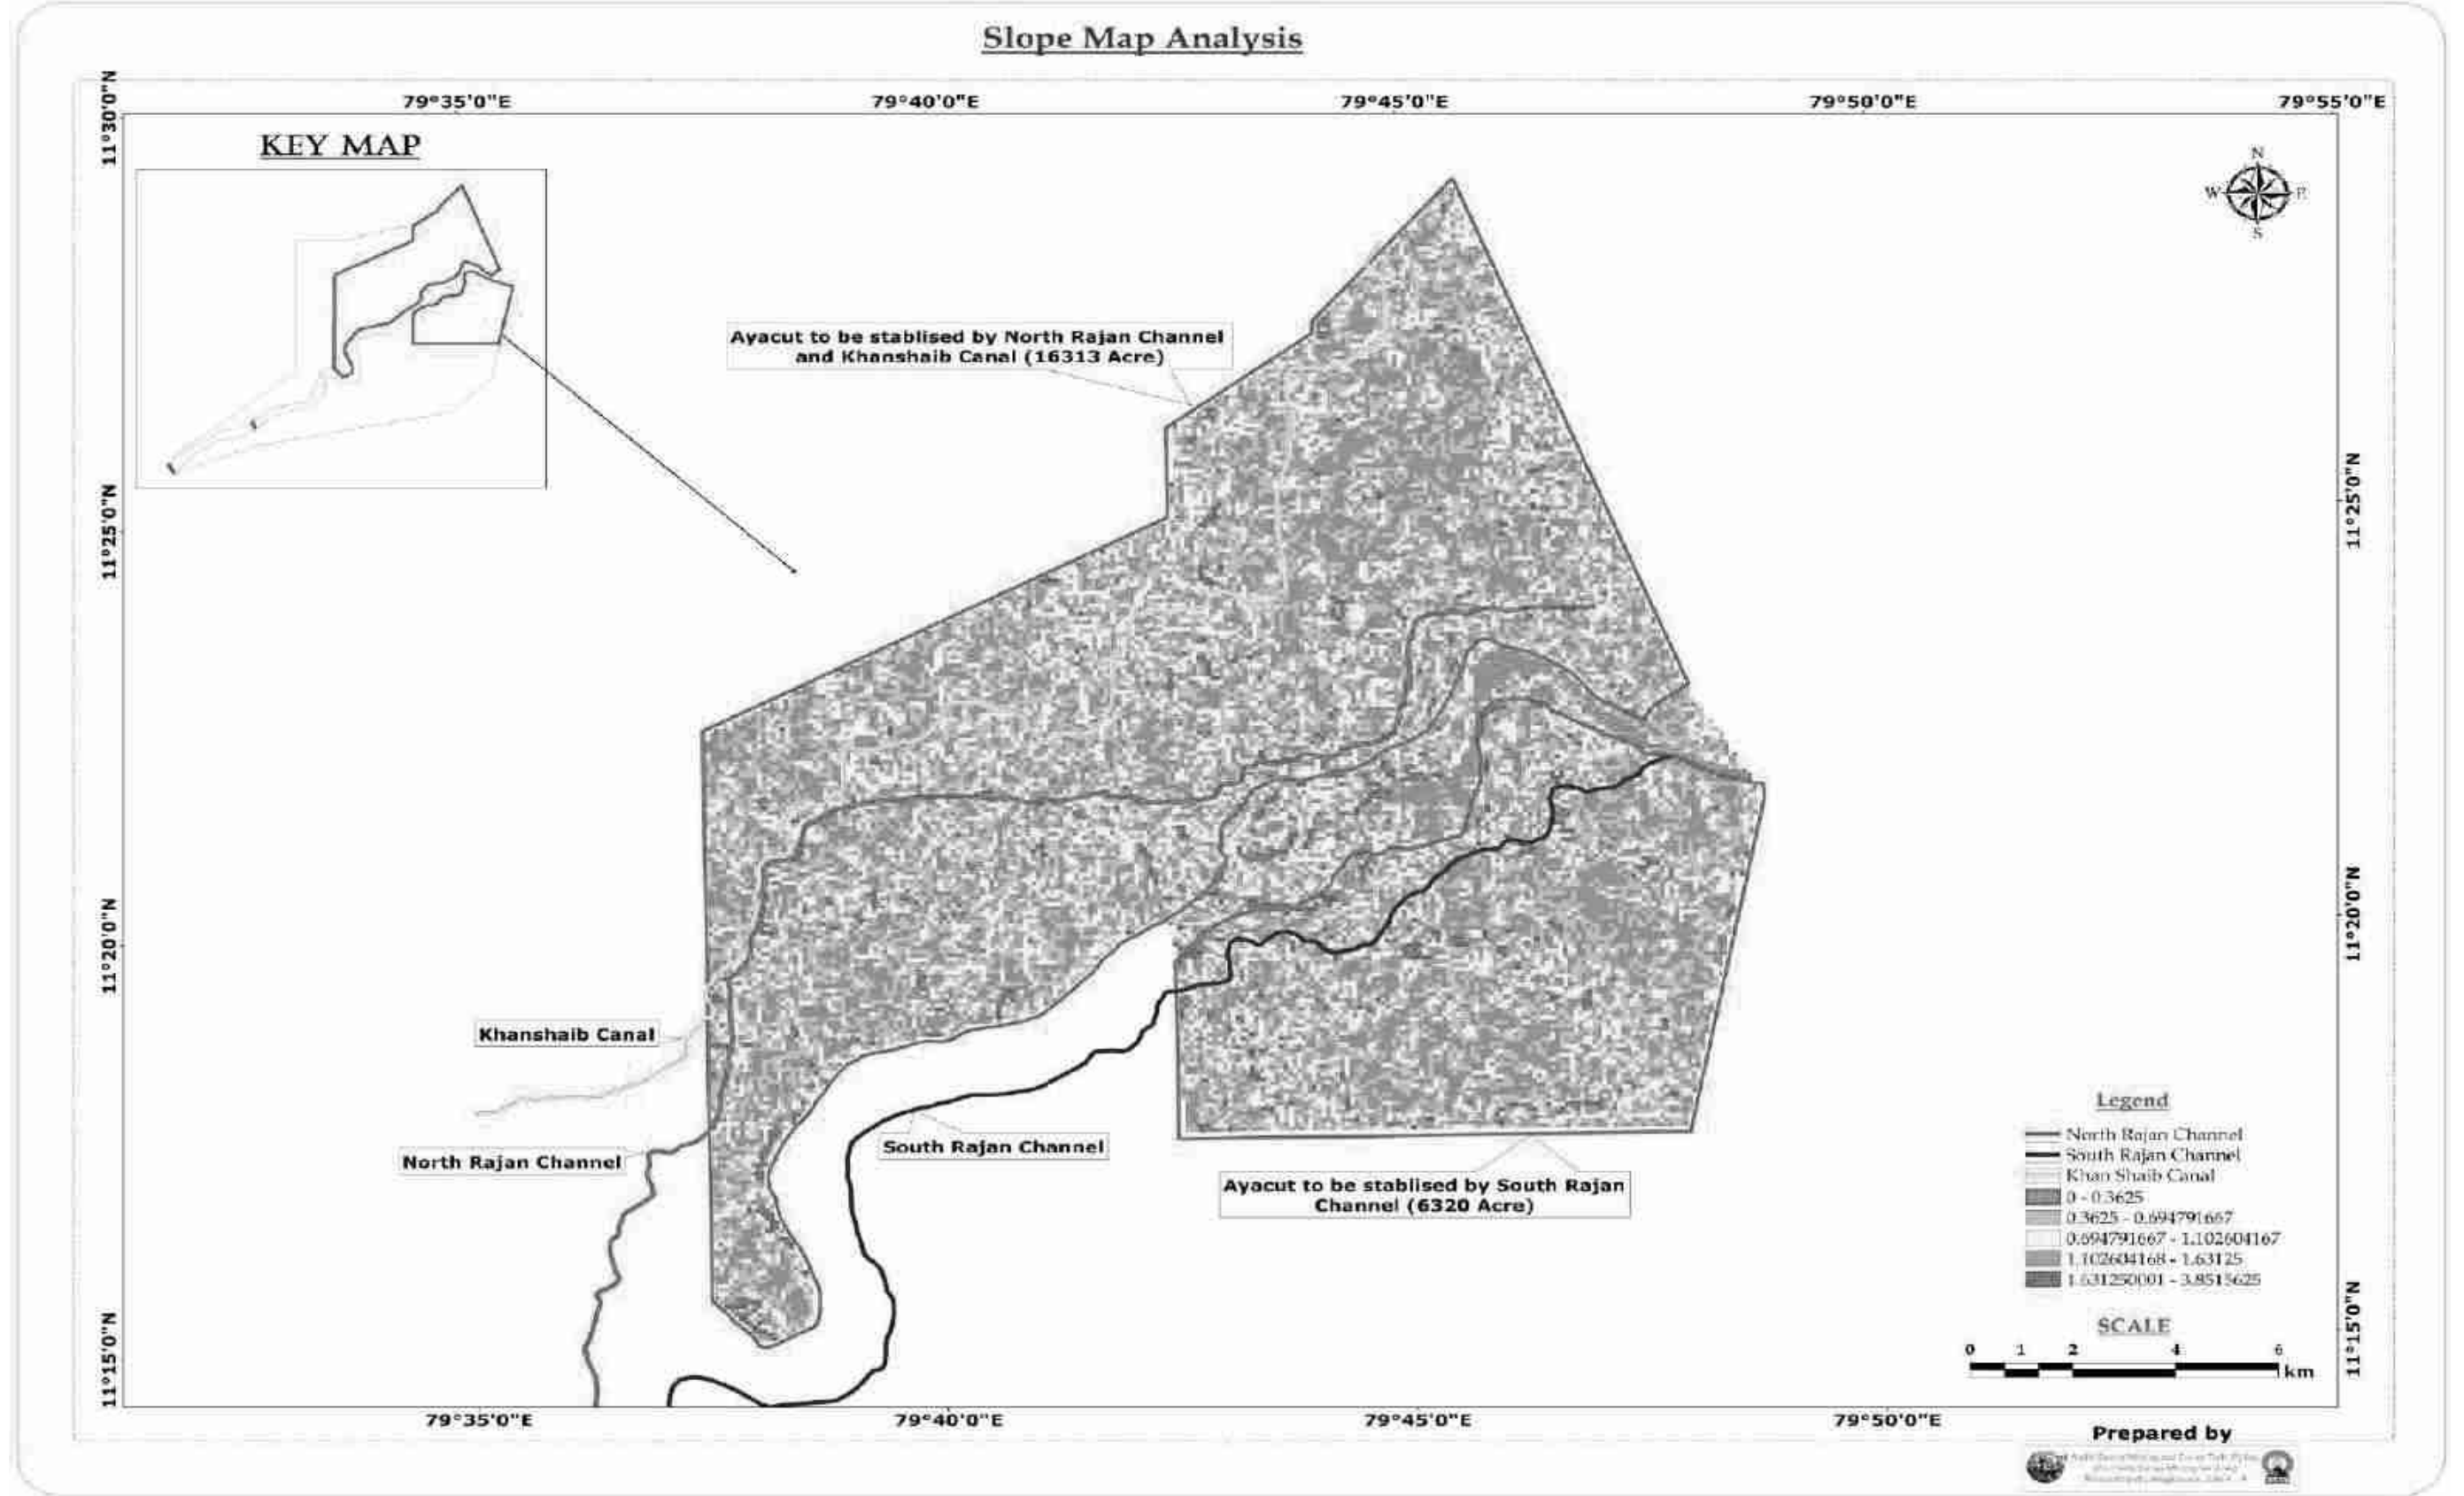 Slope Map Analysis
79°35'0"E 79°40'0"E 79°45'0"E 79°50'0"E 79°55'0"E
11°30'0"N
KEY MAP
N
W E
S
Ayacut to be stablised by North Rajan Channel
and Khanshaib Canal (16313 Acre)
11°25'0"N
11°25'0"N
11°20'0"N
11°20'0"N
Khanshaib Canal
North Rajan Channel
South Rajan Channel
Ayacut to be stablised by South Rajan
Channel (6320 Acre)
Legend
North Rajan Channel
South Rajan Channel
Khan Shaib Canal
0 - 0.3625
0.3625 - 0.694791667
0.694791667 - 1.102604167
1.102604168 - 1.63125
1.631250001 - 3.8515625
SCALE
0 1 2 4 6
km
11°15'0"N
11°15'0"N
79°35'0"E 79°40'0"E 79°45'0"E 79°50'0"E
Prepared by